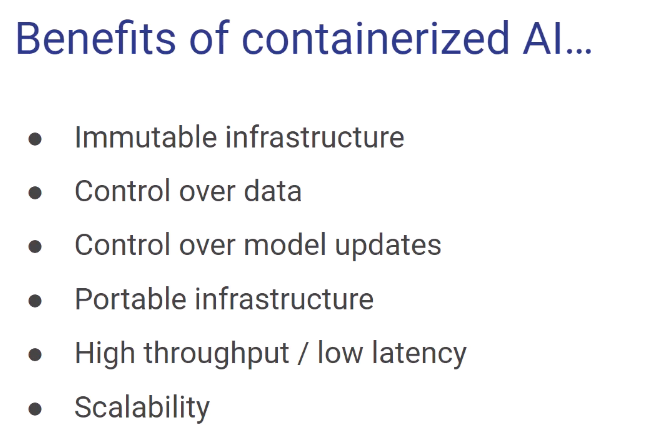 Benefits of containerized AI...
● Immutable infrastructure
● Control over data
● Control over model updates
● Portable infrastructure
● High throughput / low latency
● Scalability